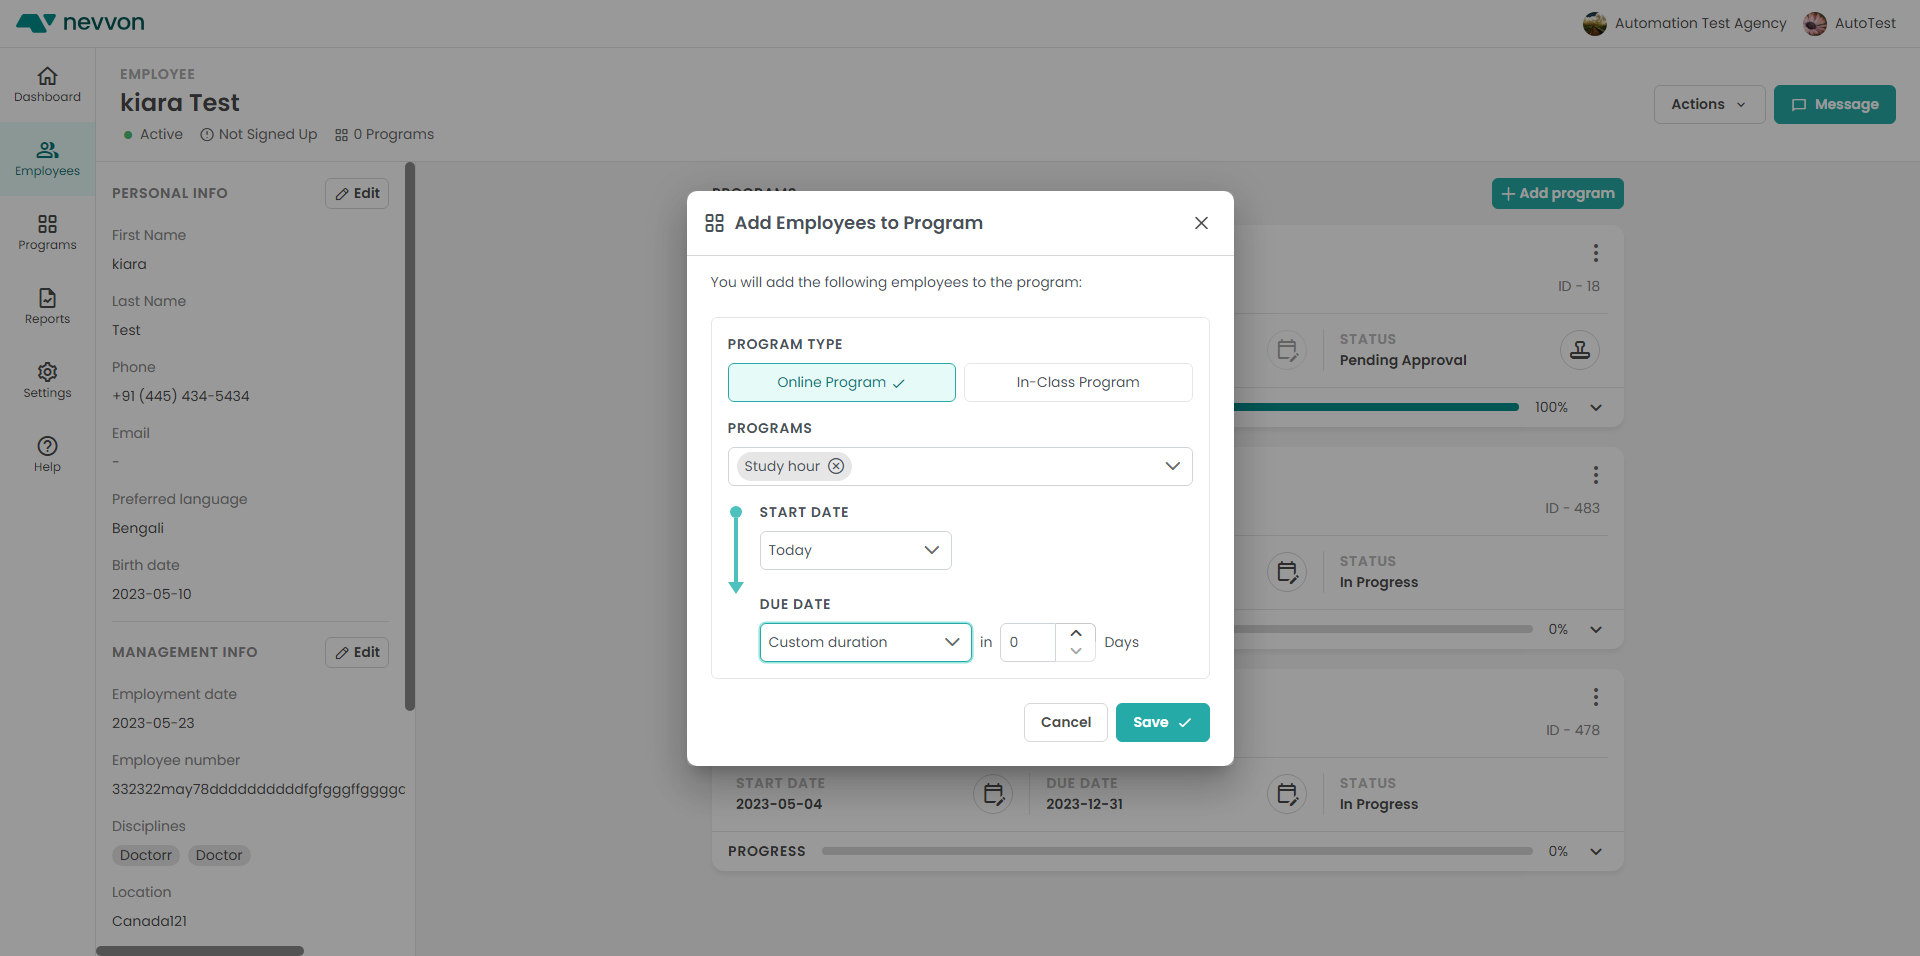 nevvon
Automation Test Agency
AutoTest
Dashboard
Employees
Programs
Reports
Settings
Help
EMPLOYEE
kiara Test
Active
Not Signed Up
0 Programs
Actions
Message
PERSONAL INFO
Edit
First Name
kiara
Last Name
Test
Phone
+91 (445) 434-5434
Email
-
Preferred language
Bengali
Birth date
2023-05-10
MANAGEMENT INFO
Edit
Employment date
2023-05-23
Employee number
332322may78ddddddddddfgfgggffggggc
Disciplines
Doctorr
Doctor
Location
Canada121
PROGRAMS
Add program
ID - 18
STATUS
Pending Approval
100%
ID - 483
STATUS
In Progress
0%
ID - 478
START DATE
2023-05-04
DUE DATE
2023-12-31
STATUS
In Progress
PROGRESS
0%
Add Employees to Program
You will add the following employees to the program:
PROGRAM TYPE
Online Program
In-Class Program
PROGRAMS
Study hour
START DATE
Today
DUE DATE
Custom duration
in
0
Days
Cancel
Save